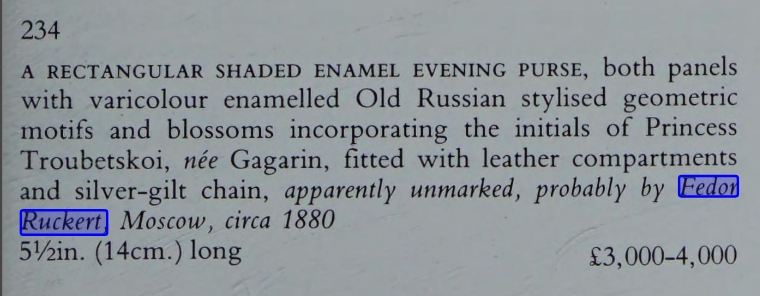 234
A RECTANGULAR SHADED ENAMEL EVENING PURSE, both panels
with varicolour enamelled Old Russian stylised geometric
motifs and blossoms incorporating the initials of Princess
Troubetskoi, née Gagarin, fitted with leather compartments
and silver-gilt chain, apparently unmarked, probably by Fedor
Ruckert, Moscow, circa 1880
5½in. (14cm.) long £3,000–4,000